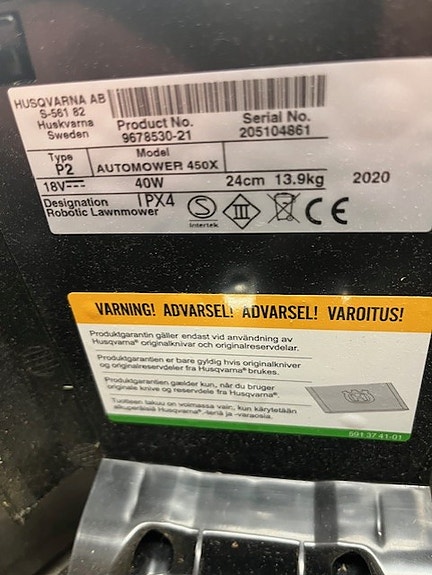 HUSQVARNA AB
S-561 82
Huskvarna
Sweden
Product No.
9678530-21
Serial No.
205104861
Type
P2
Model
AUTOMOWER 450X
18V 40W 24cm 13.9kg 2020
Designation
Robotic Lawnmower
IPX4
S
Intertek
III
CE
VARNING! ADVARSEL! ADVARSEL! VAROITUS!
Produktgarantin gäller endast vid användning av
Husqvarna® originalknivar och originalreservdelar.
Produktgarantien er bare gyldig hvis originalkniver
og originaldeler fra Husqvarna® brukes.
Produktgarantien gælder kun, når du bruger
originale knive og reservdele fra Husqvarna®.
Tuotteen takuu on voimassa vain, kun käytetään
alkuperäisiä Husqvarna® -teriä ja -varaosia.
591 37 41-01